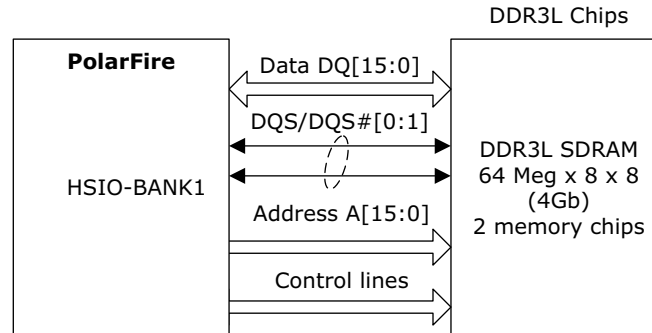 DDR3L Chips
PolarFire
Data DQ[15:0]
DQS/DQS#[0:1]
HSIO-BANK1
DDR3L SDRAM
64 Meg x 8 x 8
(4Gb)
2 memory chips
Address A[15:0]
Control lines